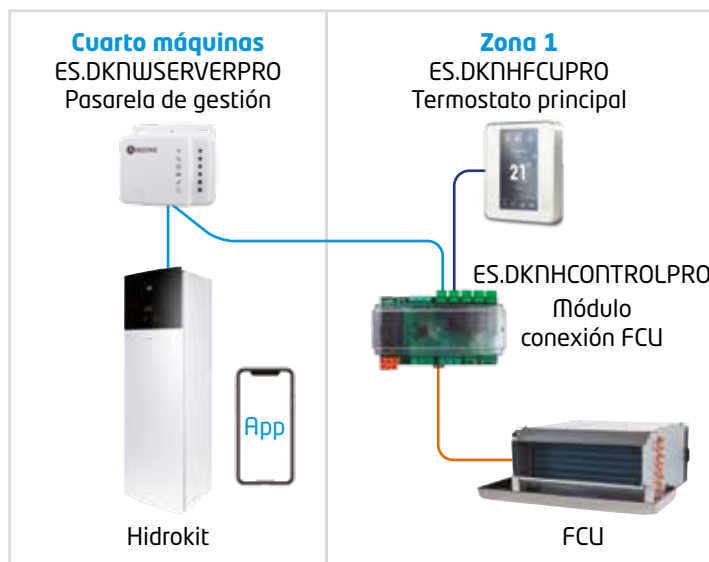 Cuarto máquinas
ES.DKNWSERVERPRO
Pasarela de gestión
Hidrokit
App
Zona 1
ES.DKNHFCUPRO
Termostato principal
21°
ES.DKNHCONTROLPRO
Módulo
conexión FCU
FCU